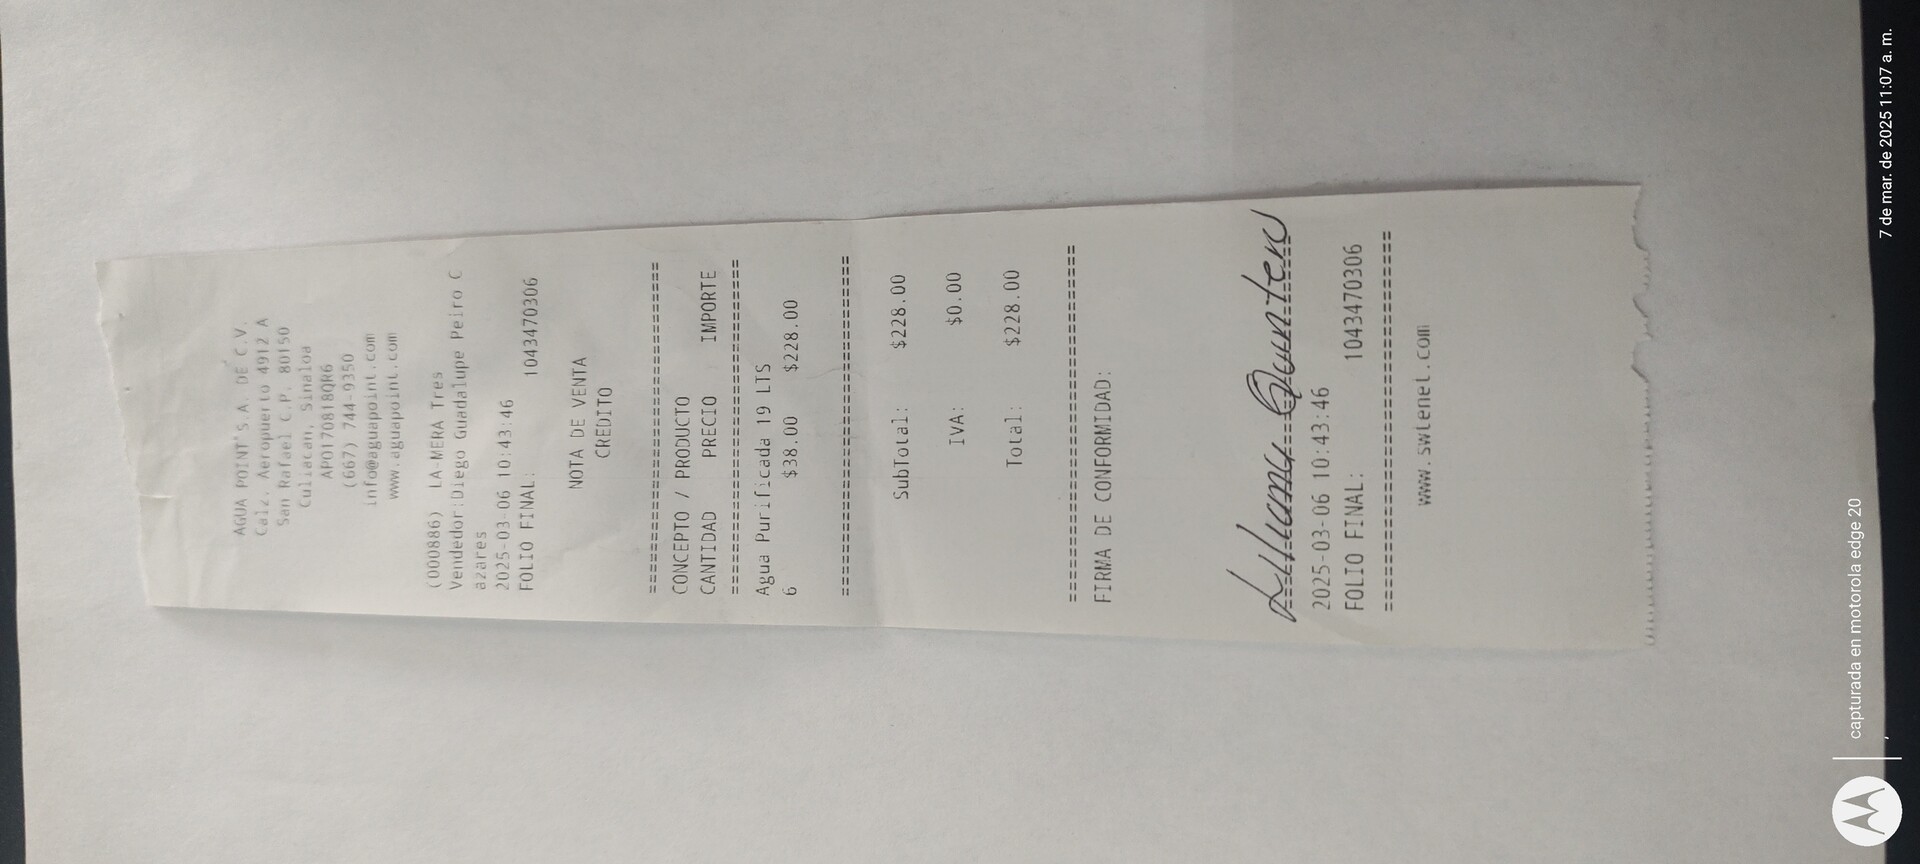 AGUA POINT'S.A. DE C.V.
Calz. Aeropuerto 4912 A
San Rafael C.P. 80150
Culiacan, Sinaloa
APO170818QR6
(667) 744-9350
info@aguapoint.com
www.aguapoint.com
(000886) LA-MERA Tres
Vendedor:Diego Guadalupe Peiro C
azares
2025-03-06 10:43:46
FOLIO FINAL: 1043470306
NOTA DE VENTA
CREDITO
================================
CONCEPTO / PRODUCTO
CANTIDAD PRECIO IMPORTE
================================
Agua Purificada 19 LTS
6 $38.00 $228.00
================================
SubTotal: $228.00
IVA: $0.00
Total: $228.00
================================
FIRMA DE CONFORMIDAD:
================================
2025-03-06 10:43:46
FOLIO FINAL: 1043470306
================================
www.swtenet.com
capturada en motorola edge 20
7 de mar. de 2025 11:07 a. m.